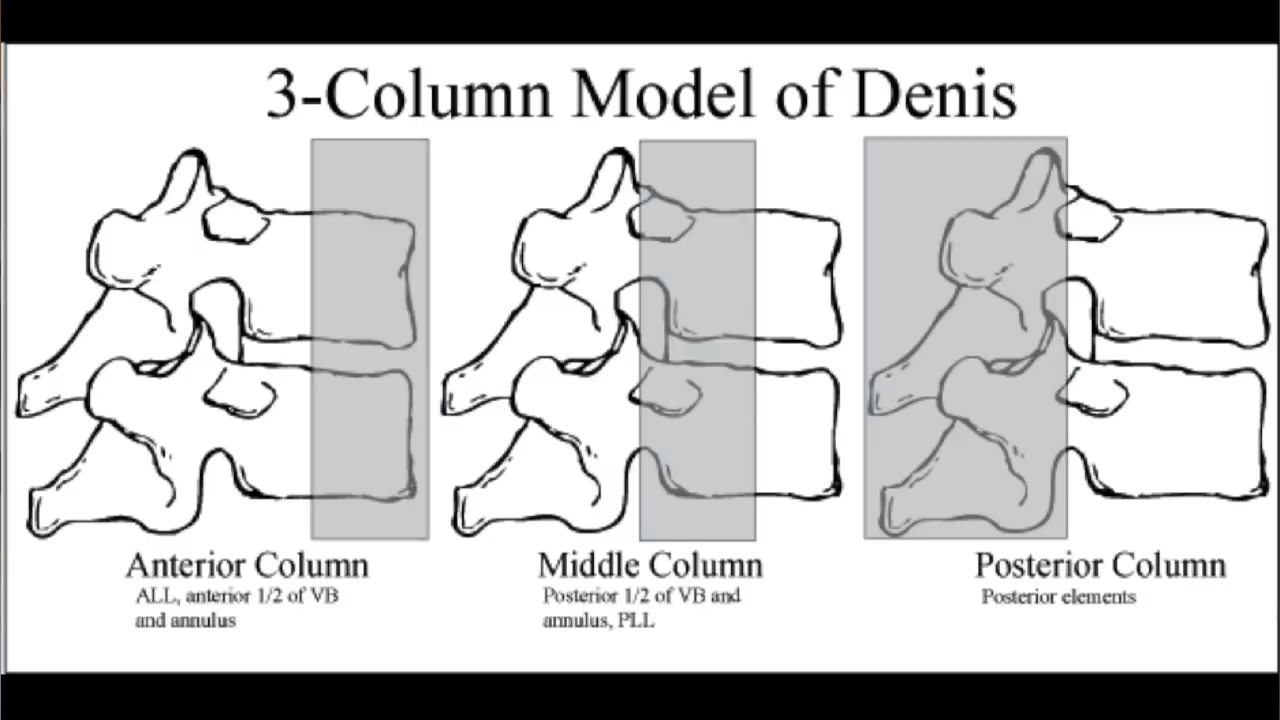 3-Column Model of Denis
Anterior Column
ALL, anterior 1/2 of VB
and annulus
Middle Column
Posterior 1/2 of VB and
annulus, PLL
Posterior Column
Posterior elements